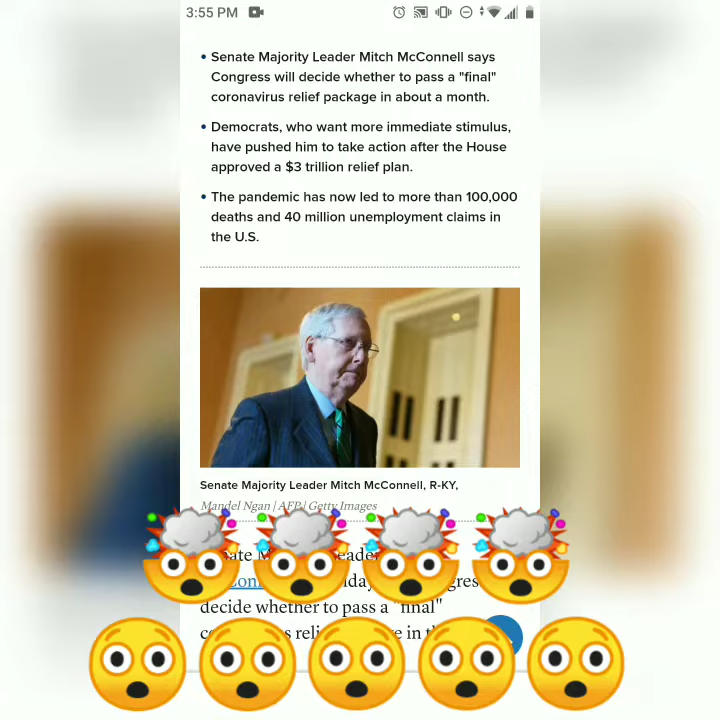 3:55 PM
• Senate Majority Leader Mitch McConnell says
Congress will decide whether to pass a "final"
coronavirus relief package in about a month.
• Democrats, who want more immediate stimulus,
have pushed him to take action after the House
approved a $3 trillion relief plan.
• The pandemic has now led to more than 100,000
deaths and 40 million unemployment claims in
the U.S.
Senate Majority Leader Mitch McConnell, R-KY,
Mandel Ngan | AFP | Getty Images
decide whether to pass a "final"